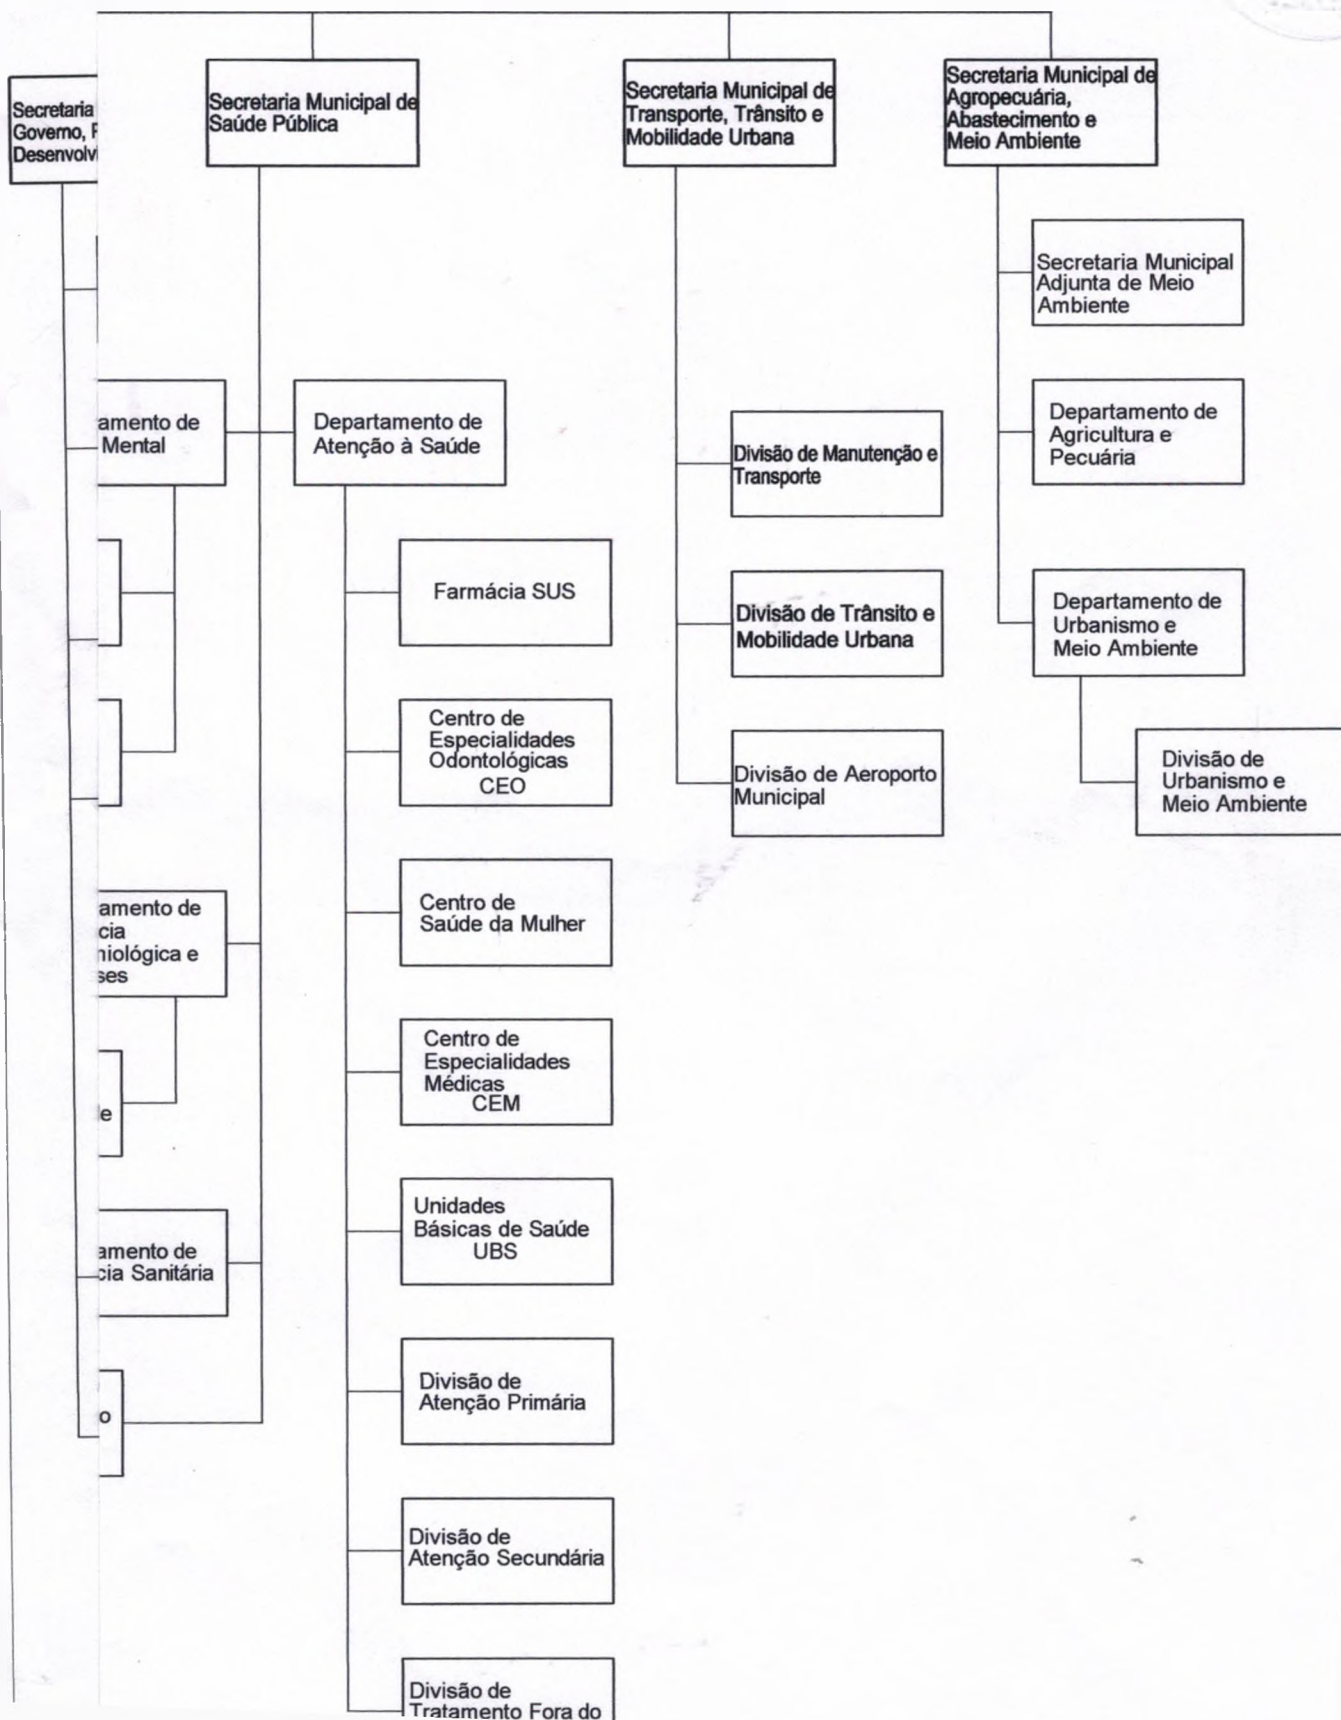 Secretaria
Governo,
Secretaria Municipal de
Saúde Pública
Secretaria Municipal de
Transporte, Trânsito e
Mobilidade Urbana
Secretaria Municipal de
Agropecuária,
Abastecimento e
Meio Ambiente
Secretaria Municipal
Adjunta de Meio
Ambiente
Departamento de
Agricultura e
Pecuária
Departamento de
Urbanismo e
Meio Ambiente
Divisão de
Urbanismo e
Meio Ambiente
Divisão de Manutenção e
Transporte
Divisão de Trânsito e
Mobilidade Urbana
Divisão de Aeroporto
Municipal
amento de
Mental
Departamento de
Atenção à Saúde
Farmácia SUS
Centro de
Especialidades
Odontológicas
CEO
Centro de
Saúde da Mulher
Centro de
Especialidades
Médicas
CEM
Unidades
Básicas de Saúde
UBS
Divisão de
Atenção Primária
Divisão de
Atenção Secundária
Divisão de
Tratamento Fora do
amento de
cia
niológica e
ses
e
amento de
cia Sanitária
o